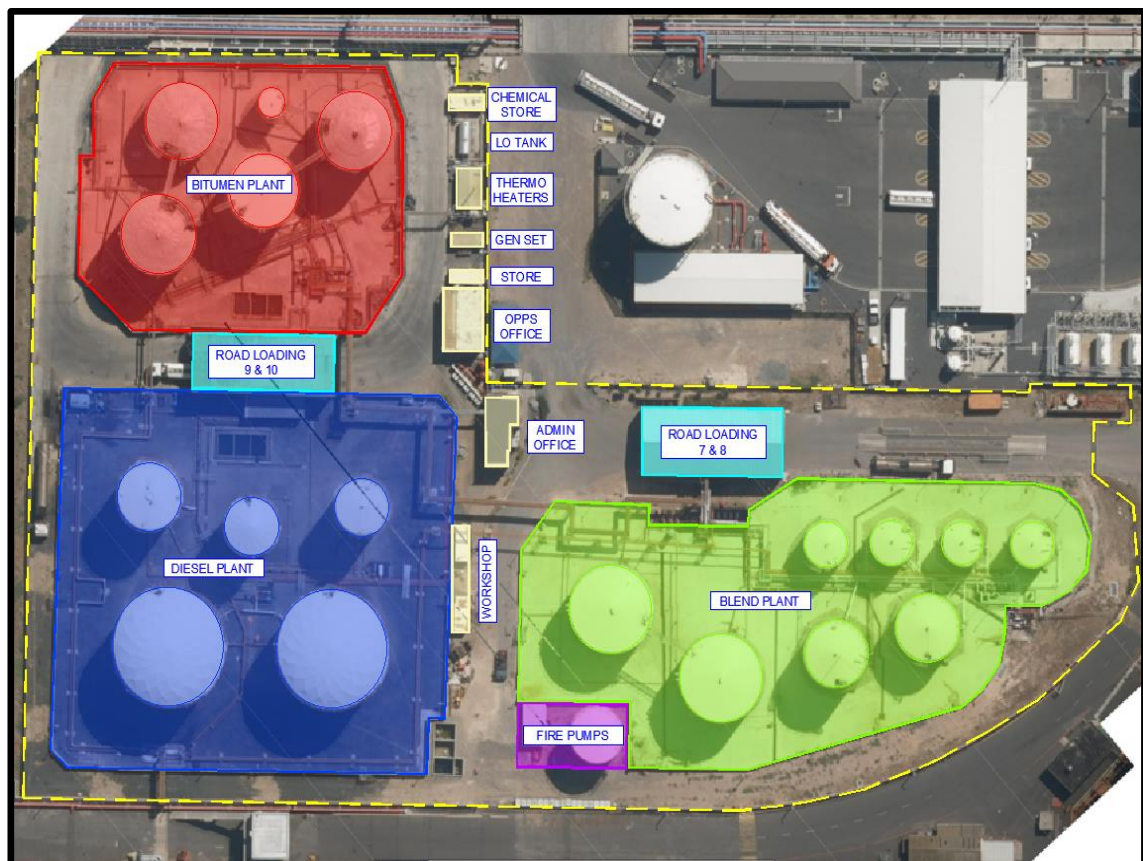 CHEMICAL
STORE
LO TANK
BITUMEN PLANT
THERMO
HEATERS
GEN SET
STORE
OPPS
OFFICE
ROAD LOADING
9 & 10
ADMIN
OFFICE
ROAD LOADING
7 & 8
DIESEL PLANT
WORKSHOP
BLEND PLANT
FIRE PUMPS